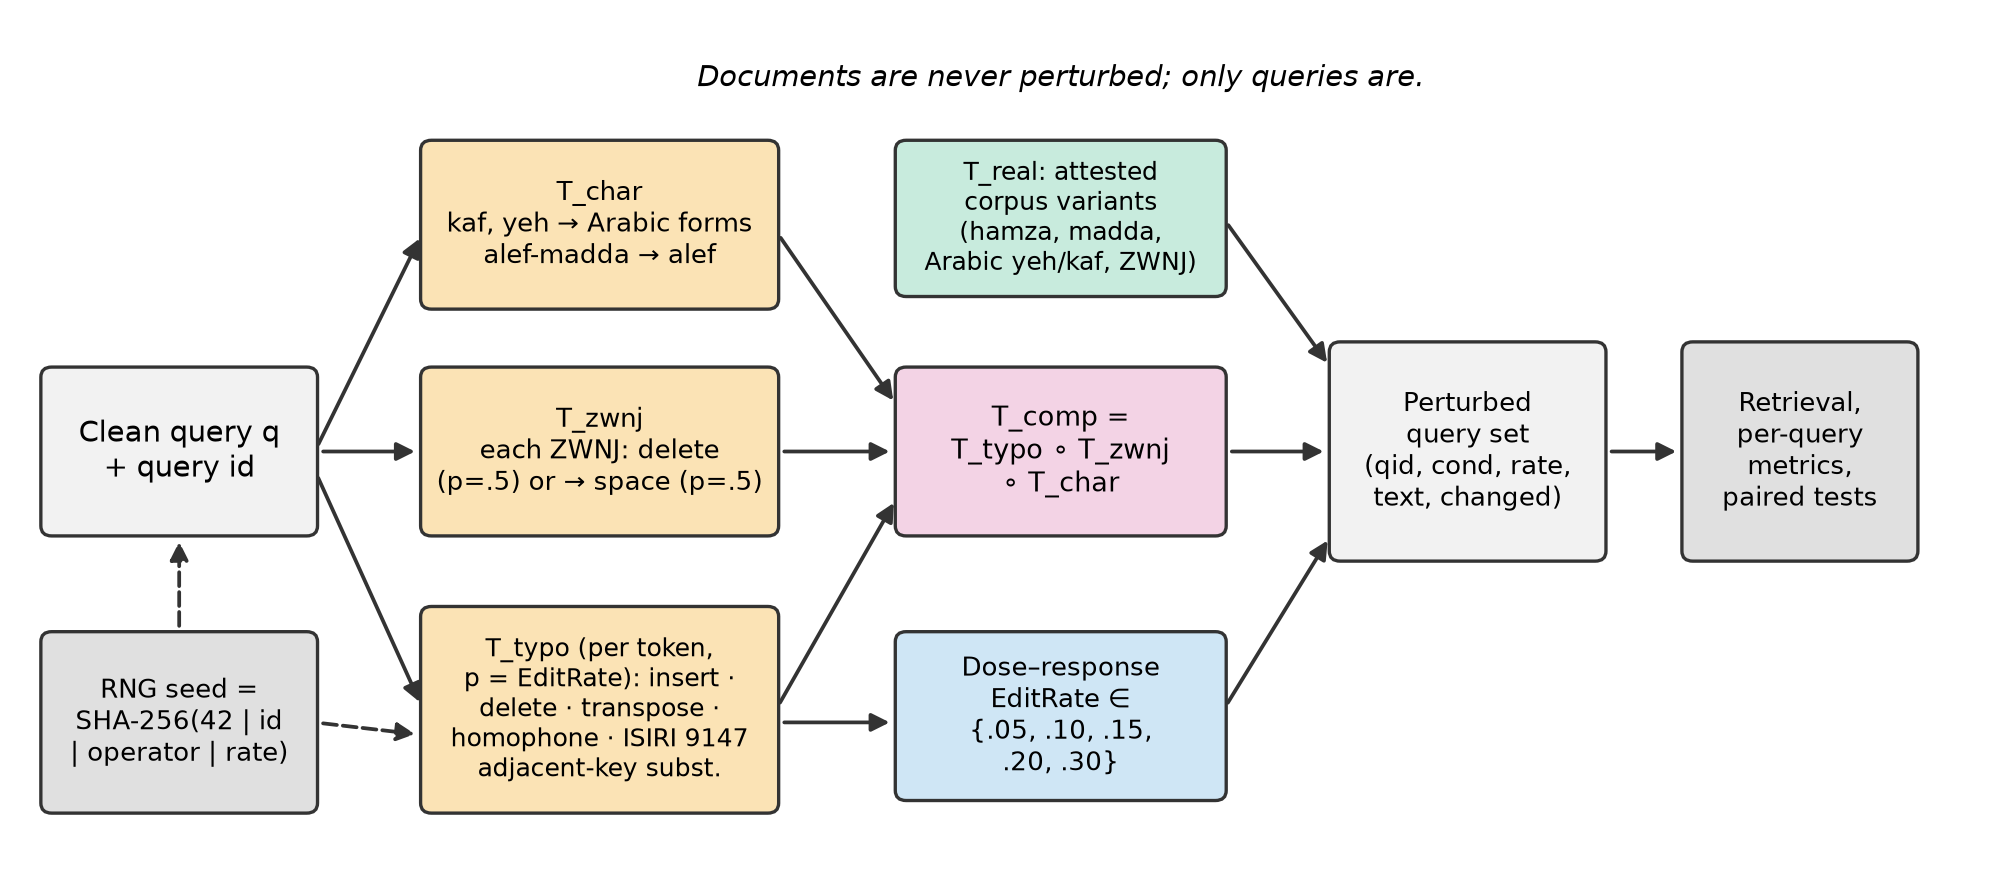 Documents are never perturbed; only queries are.
T_char
kaf, yeh → Arabic forms
alef-madda → alef
T_real: attested
corpus variants
(hamza, madda,
Arabic yeh/kaf, ZWNJ)
Clean query q
+ query id
T_zwnj
each ZWNJ: delete
(p=.5) or → space (p=.5)
T_comp =
T_typo ∘ T_zwnj
∘ T_char
Perturbed
query set
(qid, cond, rate,
text, changed)
Retrieval,
per-query
metrics,
paired tests
RNG seed =
SHA-256(42 | id
| operator | rate)
T_typo (per token,
p = EditRate): insert ·
delete · transpose ·
homophone · ISIRI 9147
adjacent-key subst.
Dose–response
EditRate ∈
{.05, .10, .15,
.20, .30}